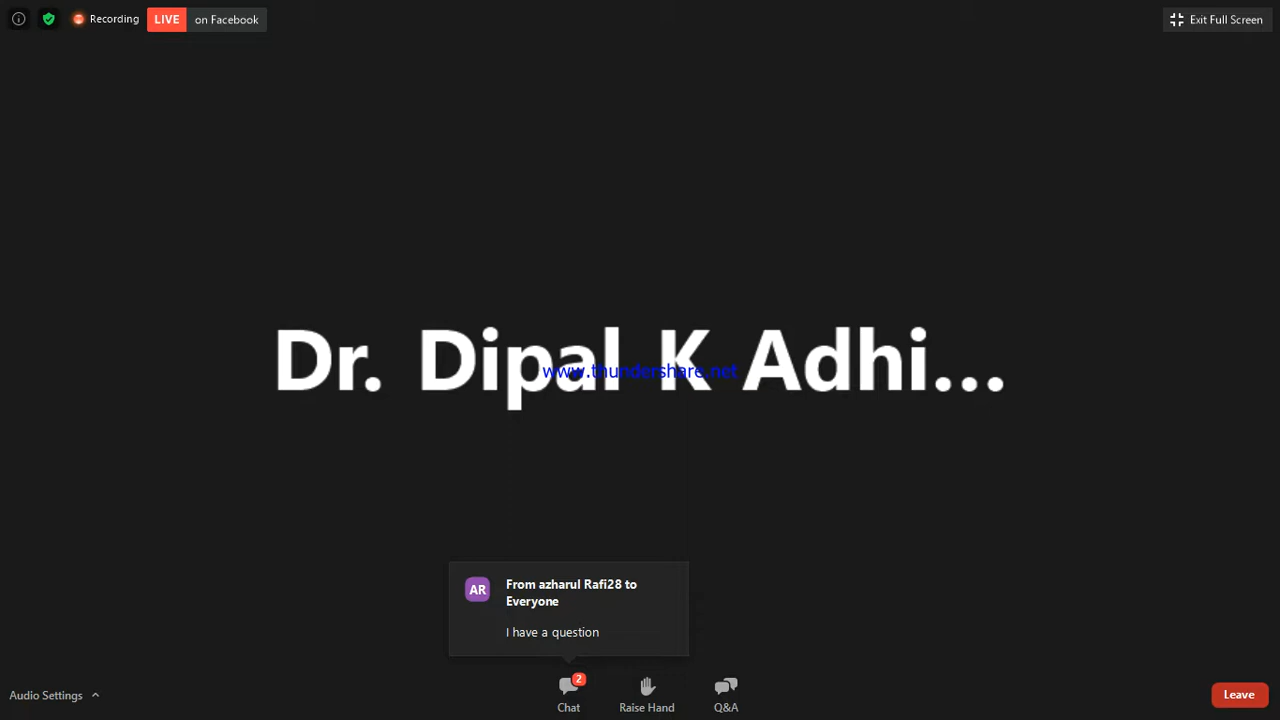 Recording LIVE on Facebook Exit Full Screen
Dr. Dipal K Adhi...
www.thundershare.net
AR From azharul Rafi28 to
Everyone
I have a question
2
Audio Settings Chat Raise Hand Q&A Leave